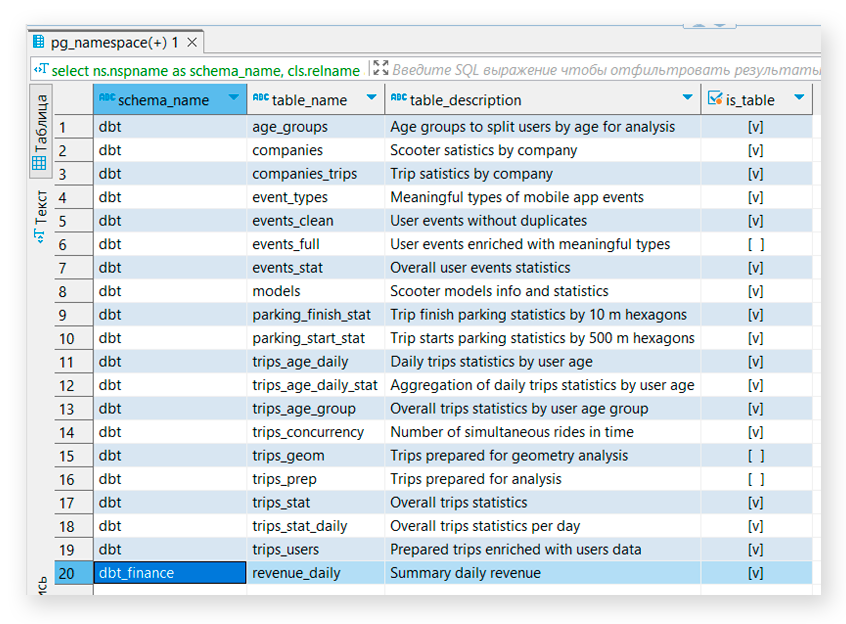 pg_namespace(+) 1
select ns.nspname as schema_name, cls.relname Введите SQL выражение чтобы отфильтровать результаты
Таблица
Текст
ABC schema_name ABC table_name ABC table_description is_table
1 dbt age_groups Age groups to split users by age for analysis [v]
2 dbt companies Scooter satistics by company [v]
3 dbt companies_trips Trip satistics by company [v]
4 dbt event_types Meaningful types of mobile app events [v]
5 dbt events_clean User events without duplicates [v]
6 dbt events_full User events enriched with meaningful types [ ]
7 dbt events_stat Overall user events statistics [v]
8 dbt models Scooter models info and statistics [v]
9 dbt parking_finish_stat Trip finish parking statistics by 10 m hexagons [v]
10 dbt parking_start_stat Trip starts parking statistics by 500 m hexagons [v]
11 dbt trips_age_daily Daily trips statistics by user age [v]
12 dbt trips_age_daily_stat Aggregation of daily trips statistics by user age [v]
13 dbt trips_age_group Overall trips statistics by user age group [v]
14 dbt trips_concurrency Number of simultaneous rides in time [v]
15 dbt trips_geom Trips prepared for geometry analysis [ ]
16 dbt trips_prep Trips prepared for analysis [ ]
17 dbt trips_stat Overall trips statistics [v]
18 dbt trips_stat_daily Overall trips statistics per day [v]
19 dbt trips_users Prepared trips enriched with users data [v]
20 dbt_finance revenue_daily Summary daily revenue [v]